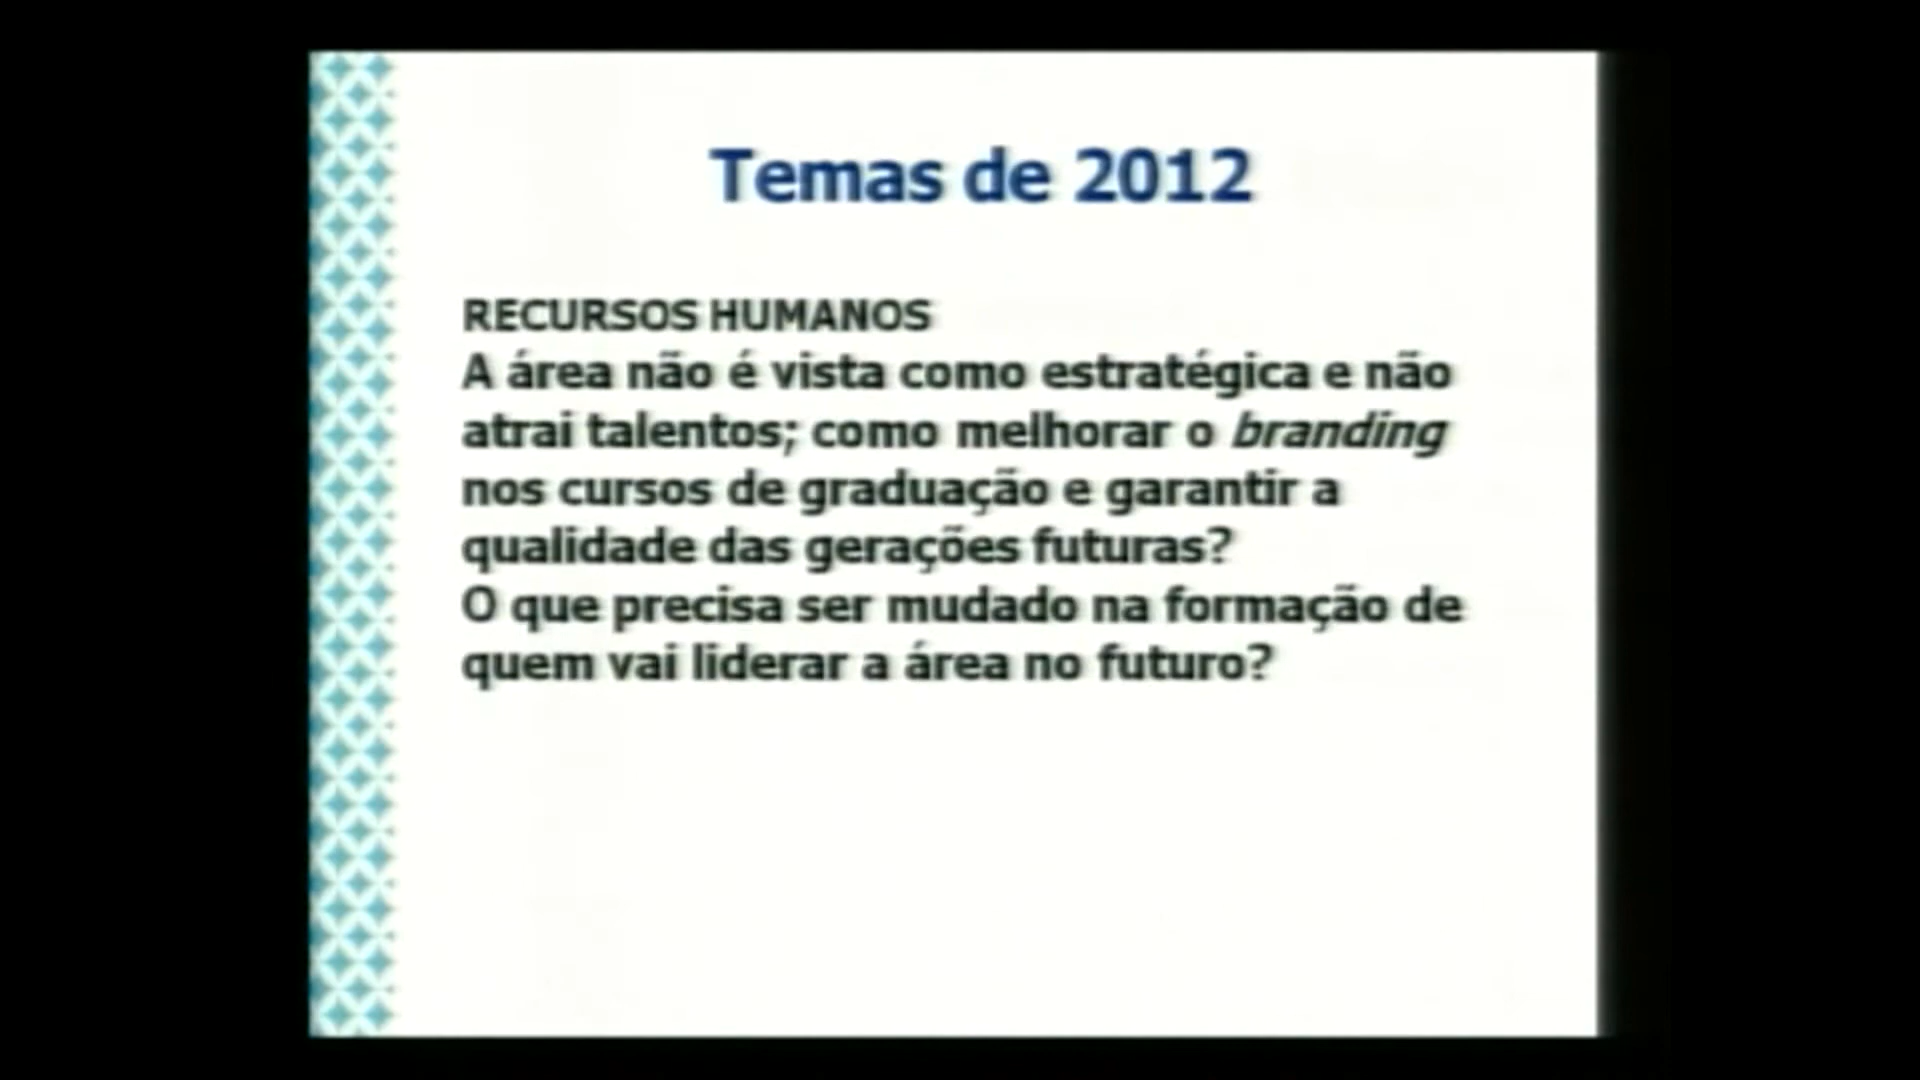 Temas de 2012
RECURSOS HUMANOS
A área não é vista como estratégica e não
atrai talentos; como melhorar o branding
nos cursos de graduação e garantir a
qualidade das gerações futuras?
O que precisa ser mudado na formação de
quem vai liderar a área no futuro?